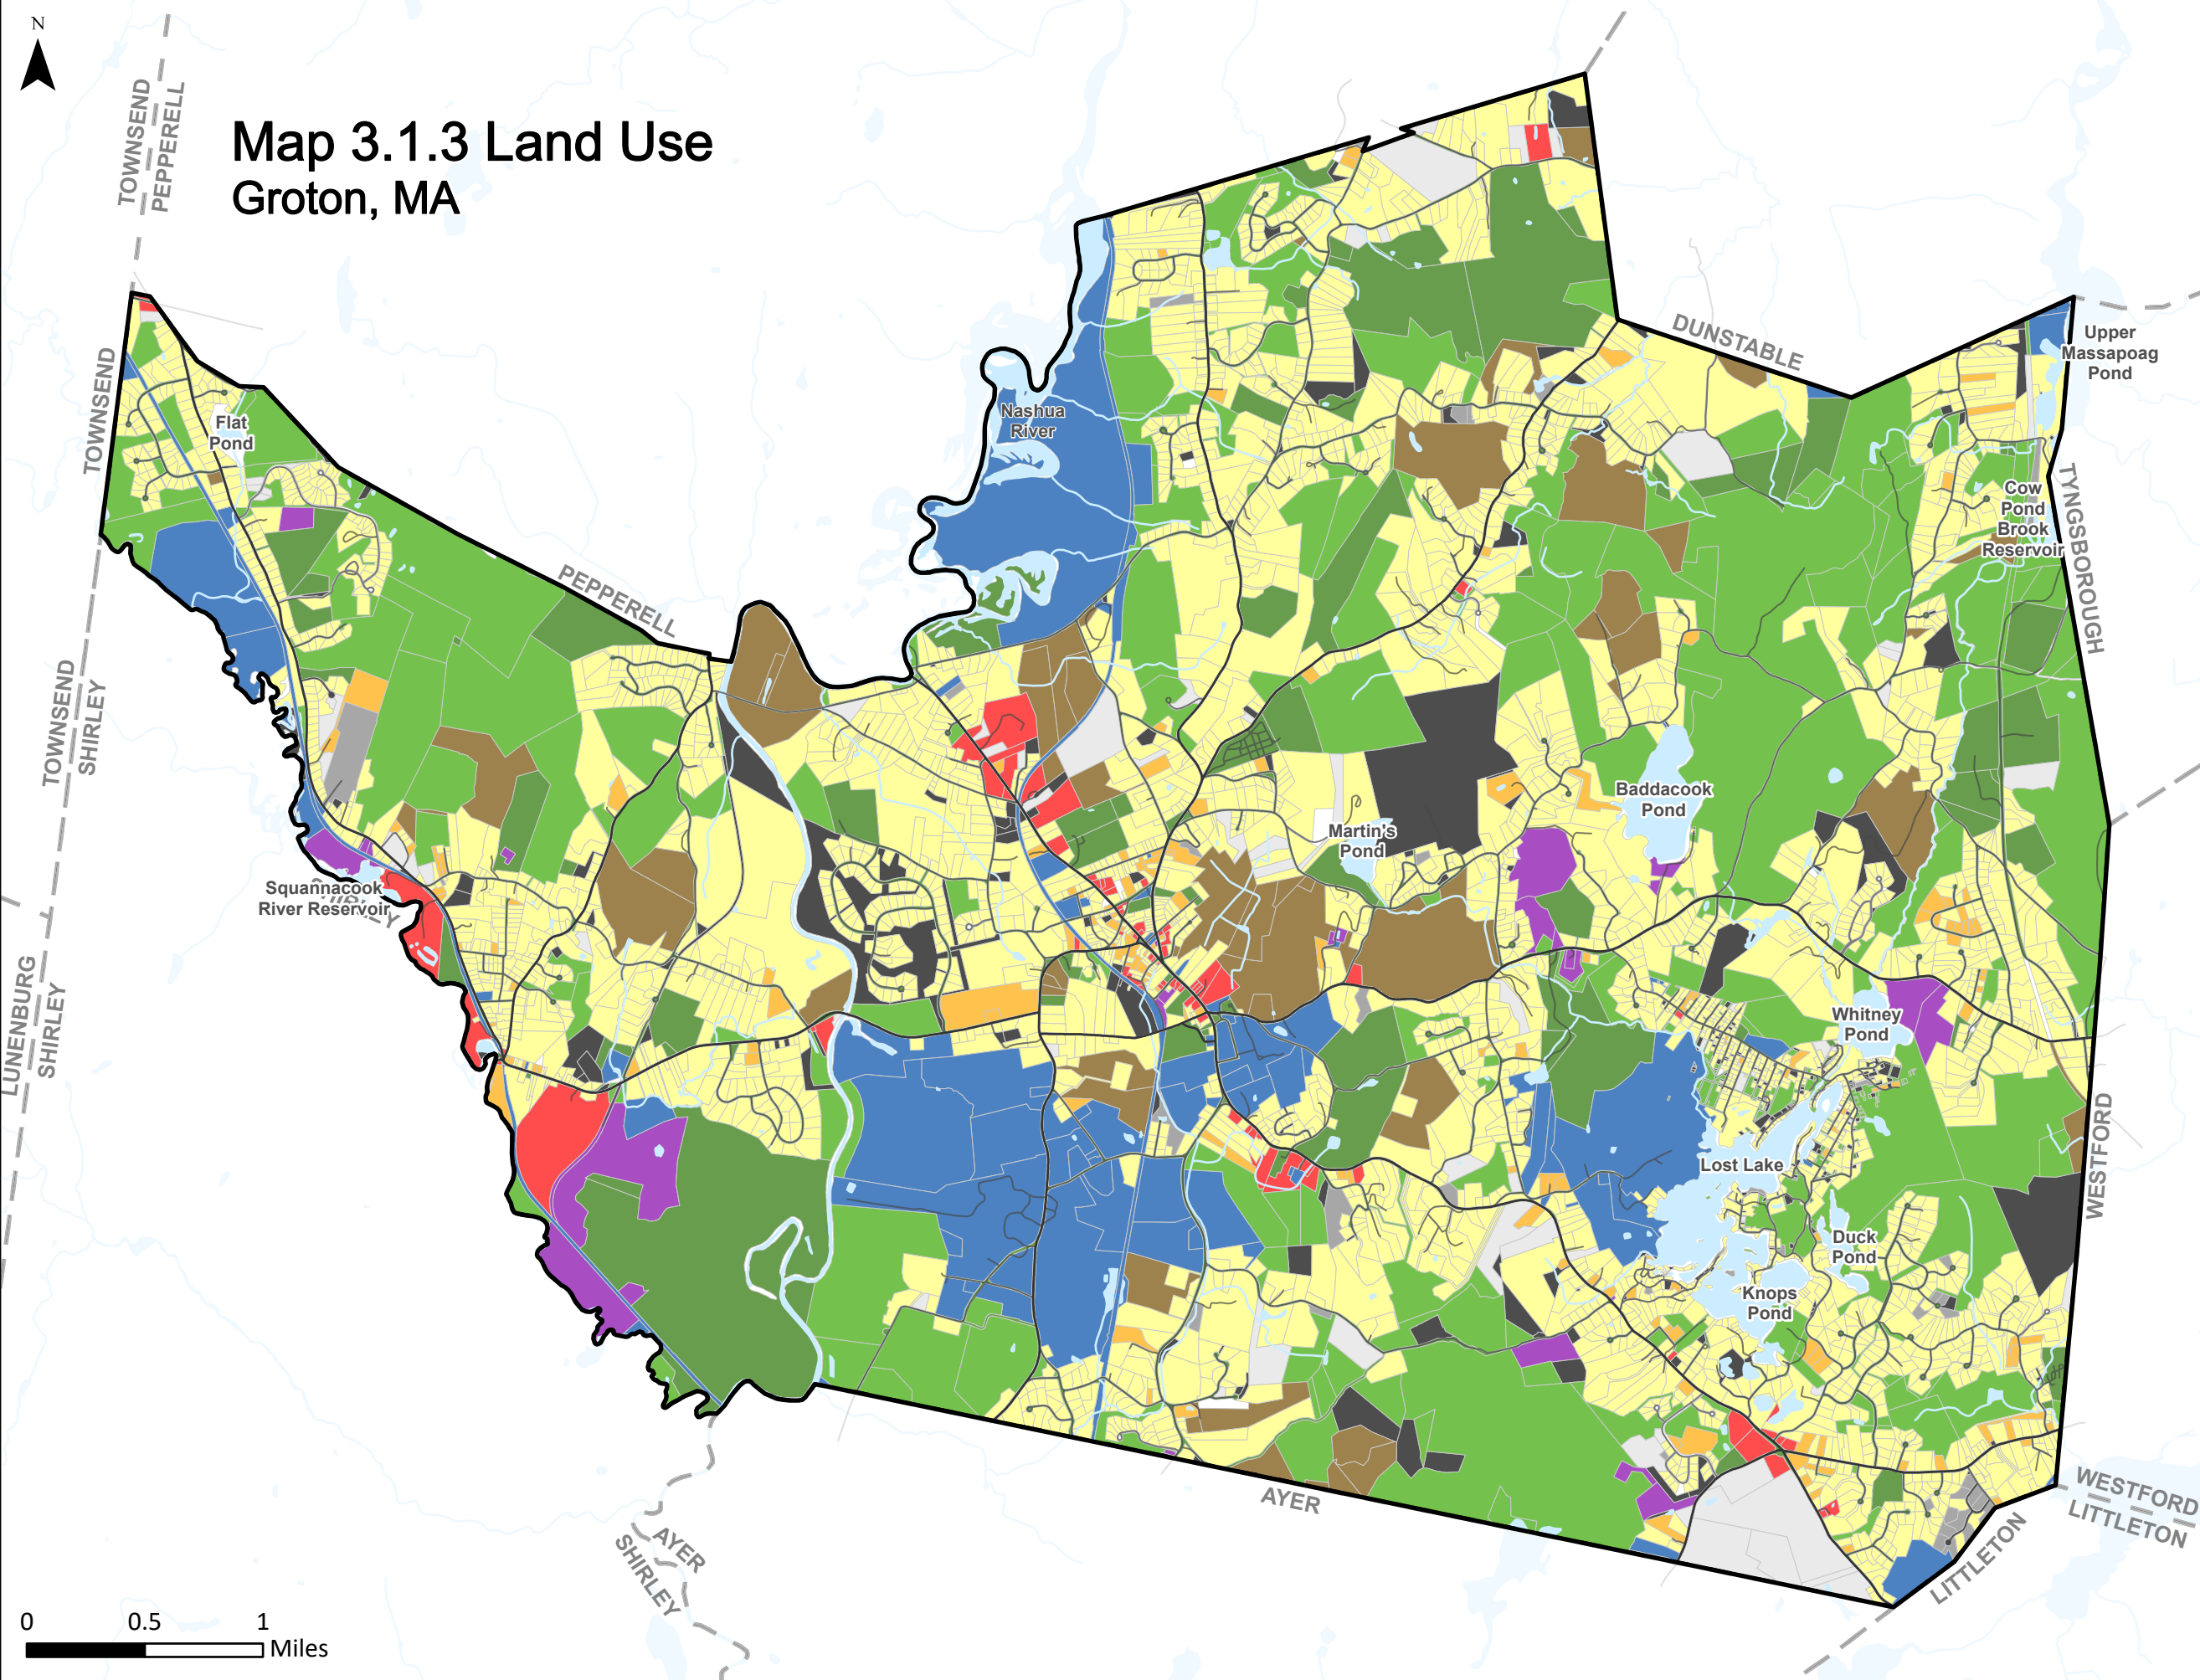 N
Map 3.1.3 Land Use
Groton, MA
TOWNSEND
PEPPERELL
TOWNSEND
Flat
Pond
PEPPERELL
Nashua
River
DUNSTABLE
Upper
Massapoag
Pond
Cow
Pond
Brook
Reservoir
TYNGSBOROUGH
TOWNSEND
SHIRLEY
Baddacook
Pond
Martin's
Pond
Squannacook
River Reservoir
SHIRLEY
LUNENBURG
SHIRLEY
Whitney
Pond
Lost Lake
WESTFORD
Duck
Pond
Knops
Pond
AYER
WESTFORD
LITTLETON
LITTLETON
AYER
SHIRLEY
0 0.5 1
Miles